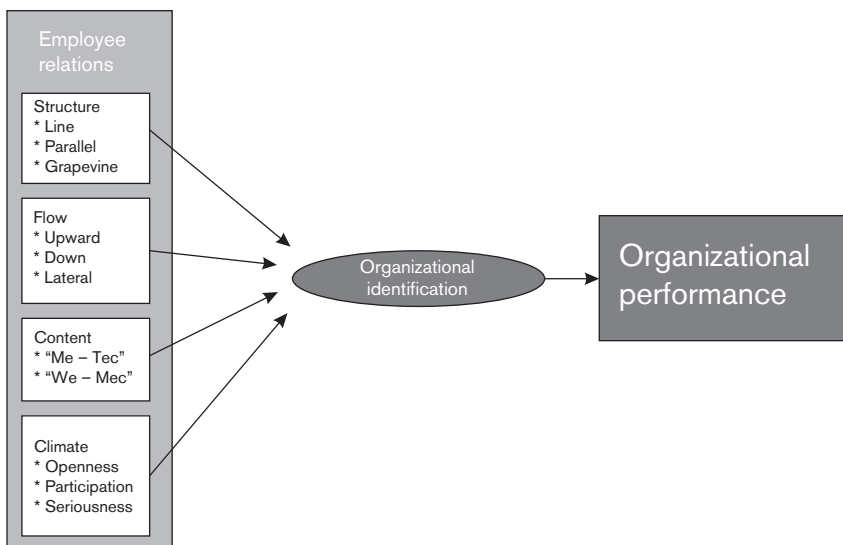 Employee
relations
Structure
* Line
* Parallel
* Grapevine
Flow
* Upward
* Down
* Lateral
Content
* “Me – Tec”
* “We – Mec”
Climate
* Openness
* Participation
* Seriousness
Organizational
identification
Organizational
performance